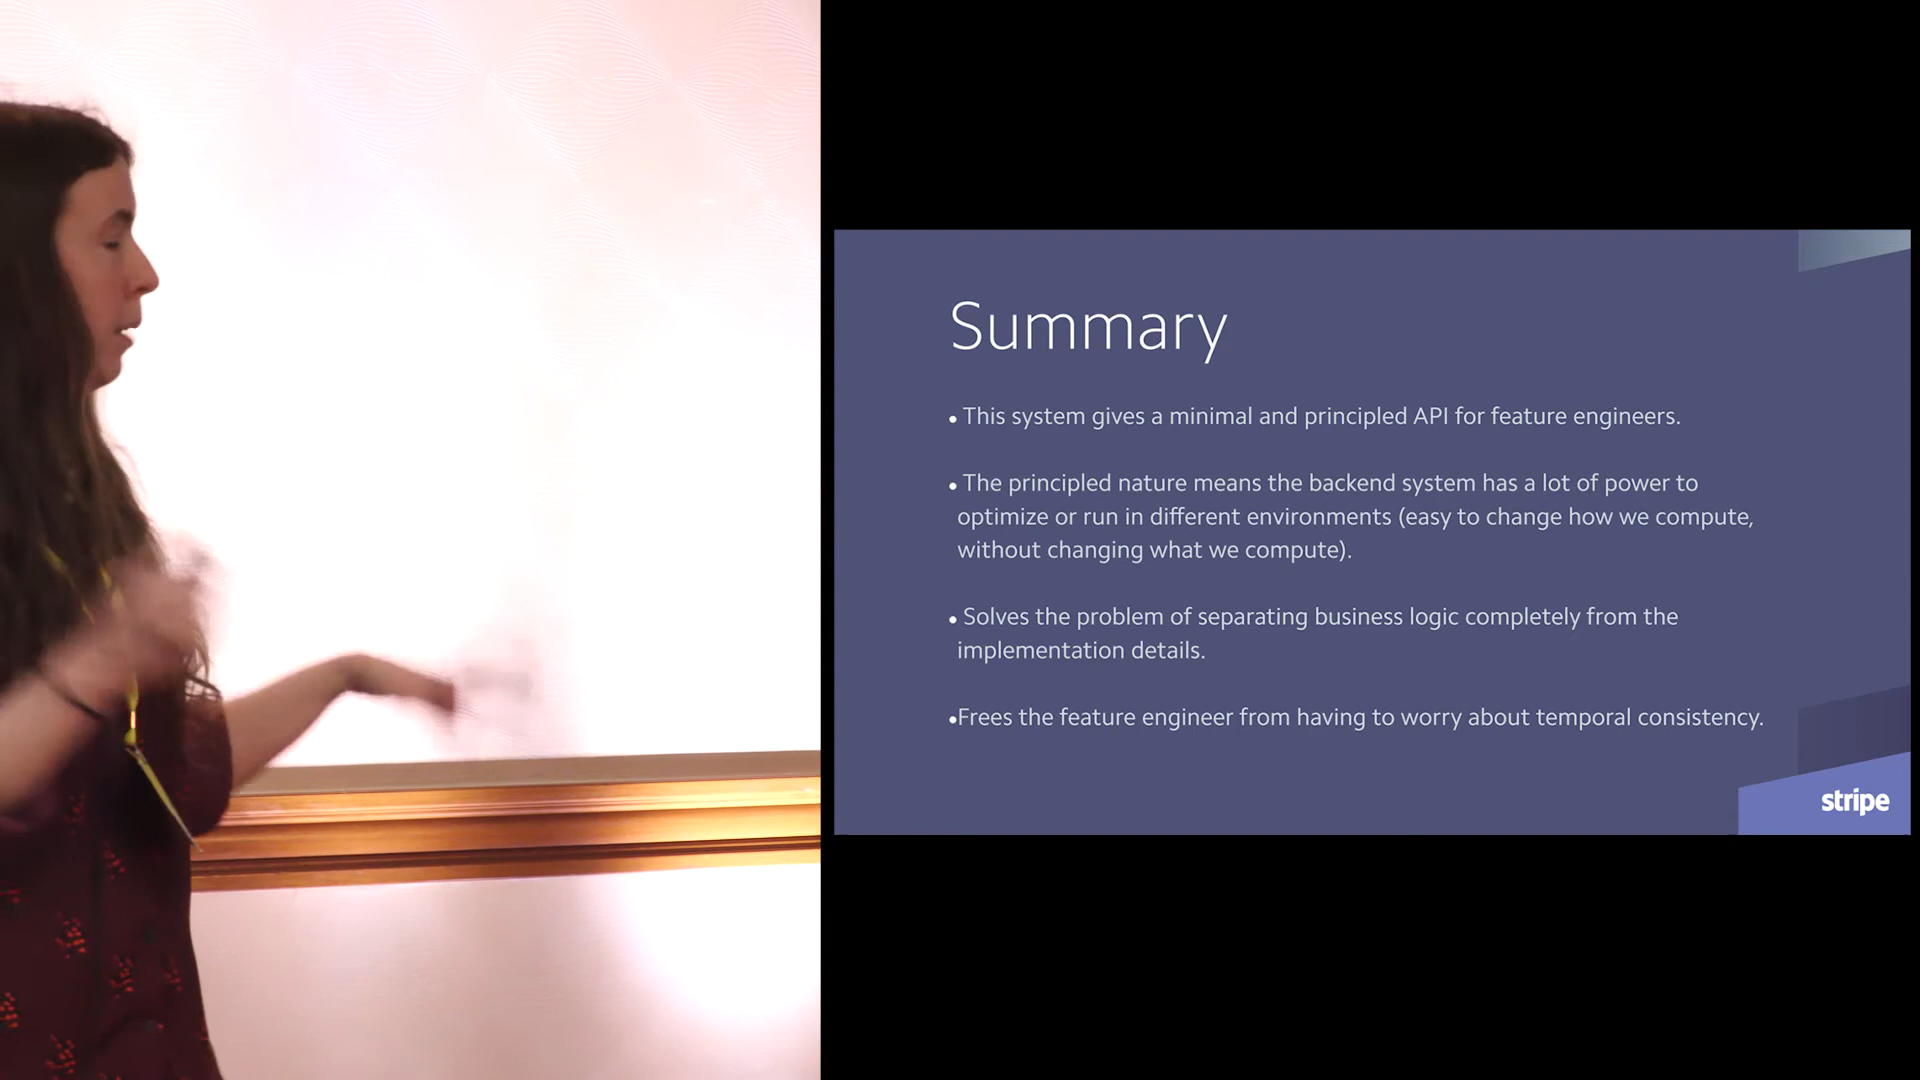 Summary
• This system gives a minimal and principled API for feature engineers.
• The principled nature means the backend system has a lot of power to
optimize or run in different environments (easy to change how we compute,
without changing what we compute).
• Solves the problem of separating business logic completely from the
implementation details.
•Frees the feature engineer from having to worry about temporal consistency.
stripe